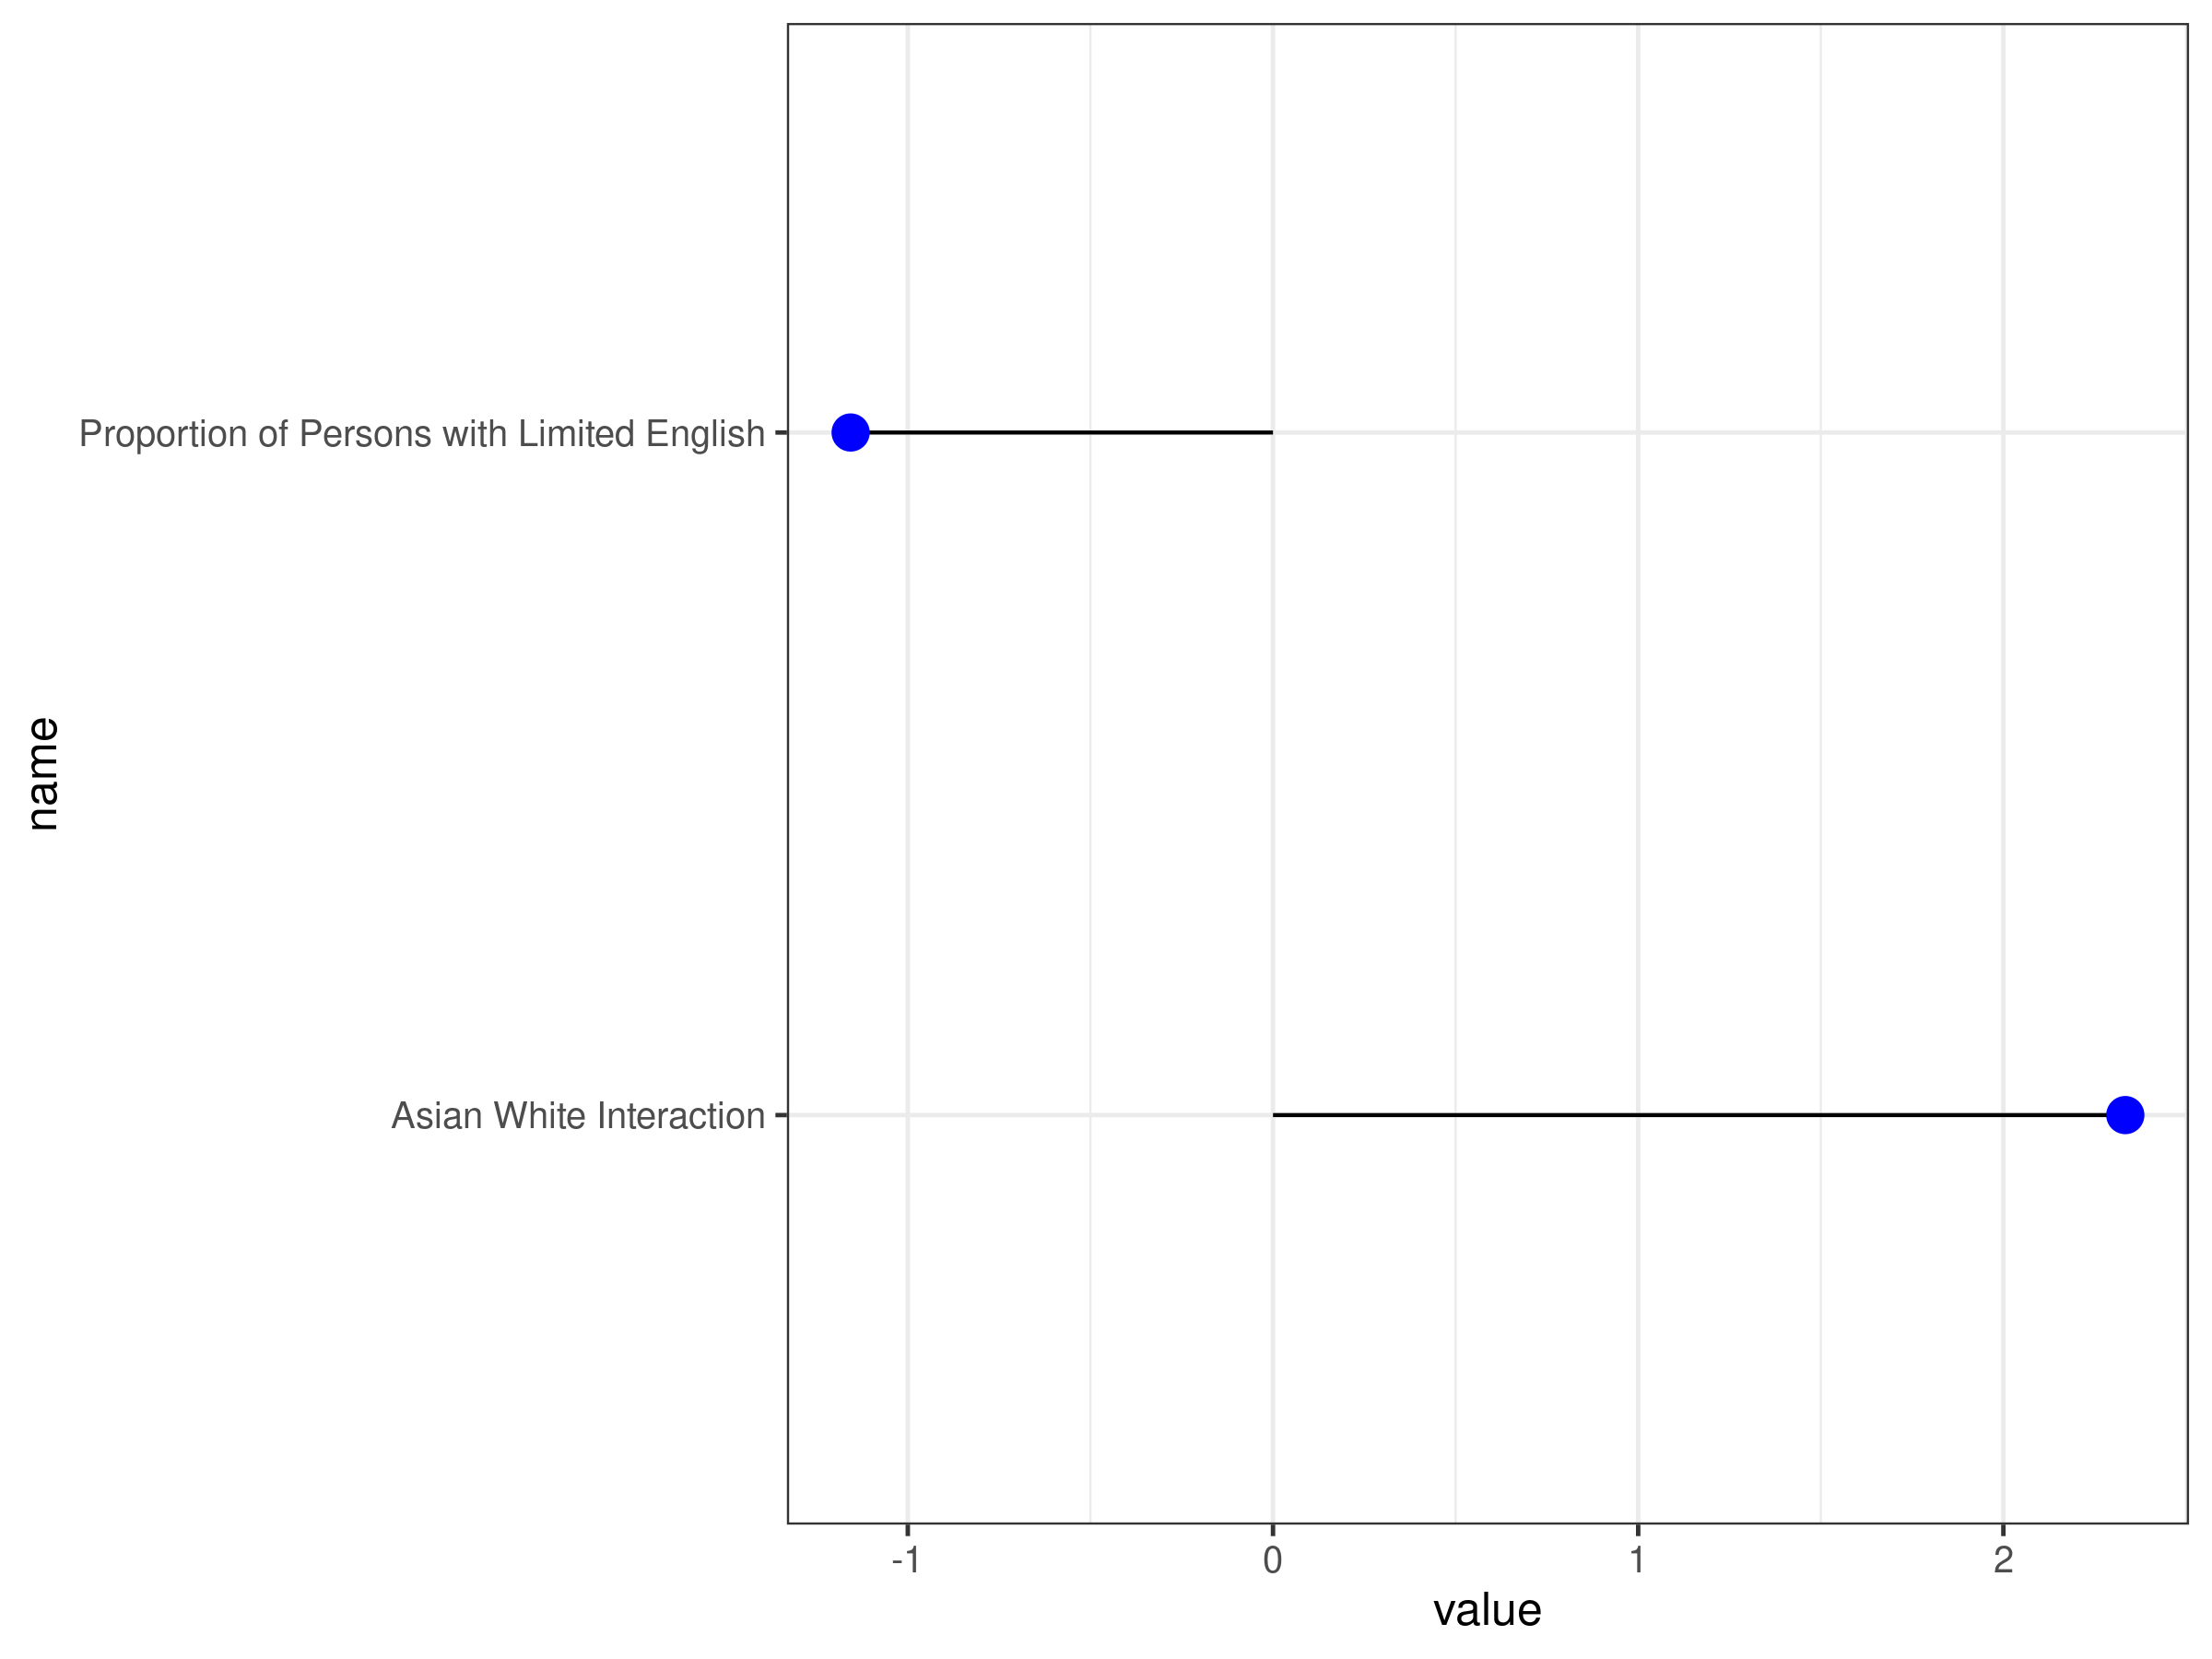 name
Proportion of Persons with Limited English
Asian White Interaction
-1 0 1 2
value